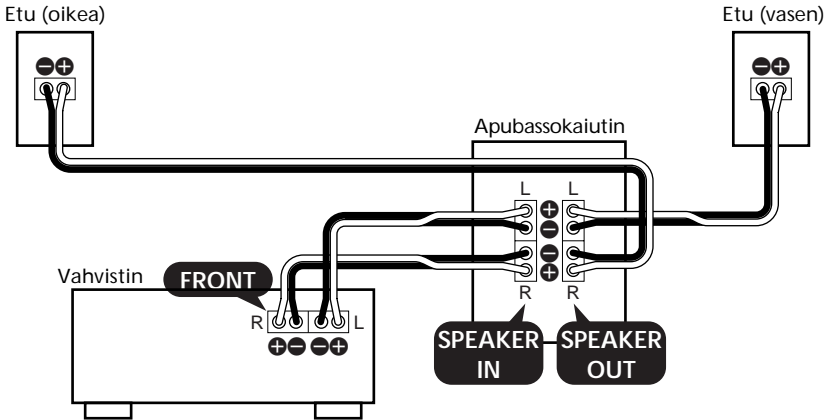 Etu (oikea)
Etu (vasen)
Apubassokaiutin
L L
Vahvistin
FRONT
R L
R R
SPEAKER
IN
SPEAKER
OUT